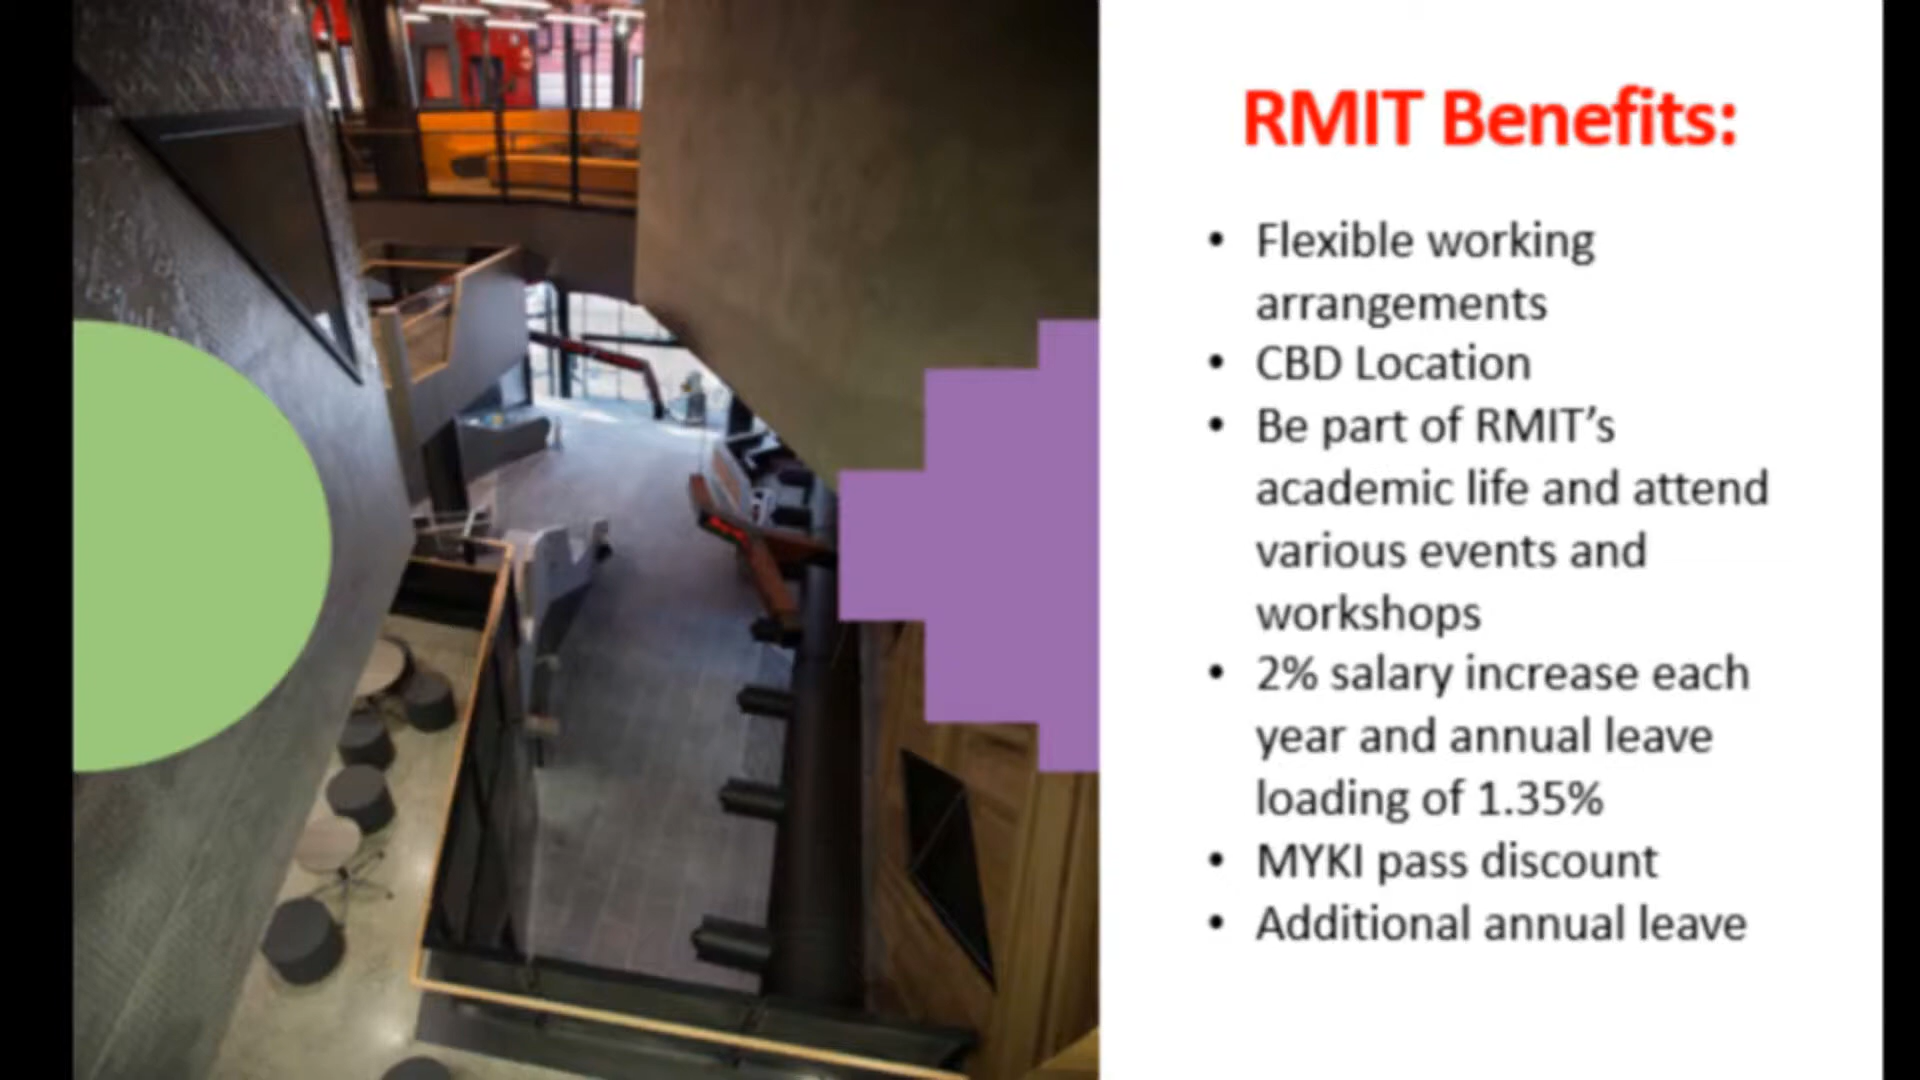 RMIT Benefits:
• Flexible working
arrangements
• CBD Location
• Be part of RMIT’s
academic life and attend
various events and
workshops
• 2% salary increase each
year and annual leave
loading of 1.35%
• MYKI pass discount
• Additional annual leave